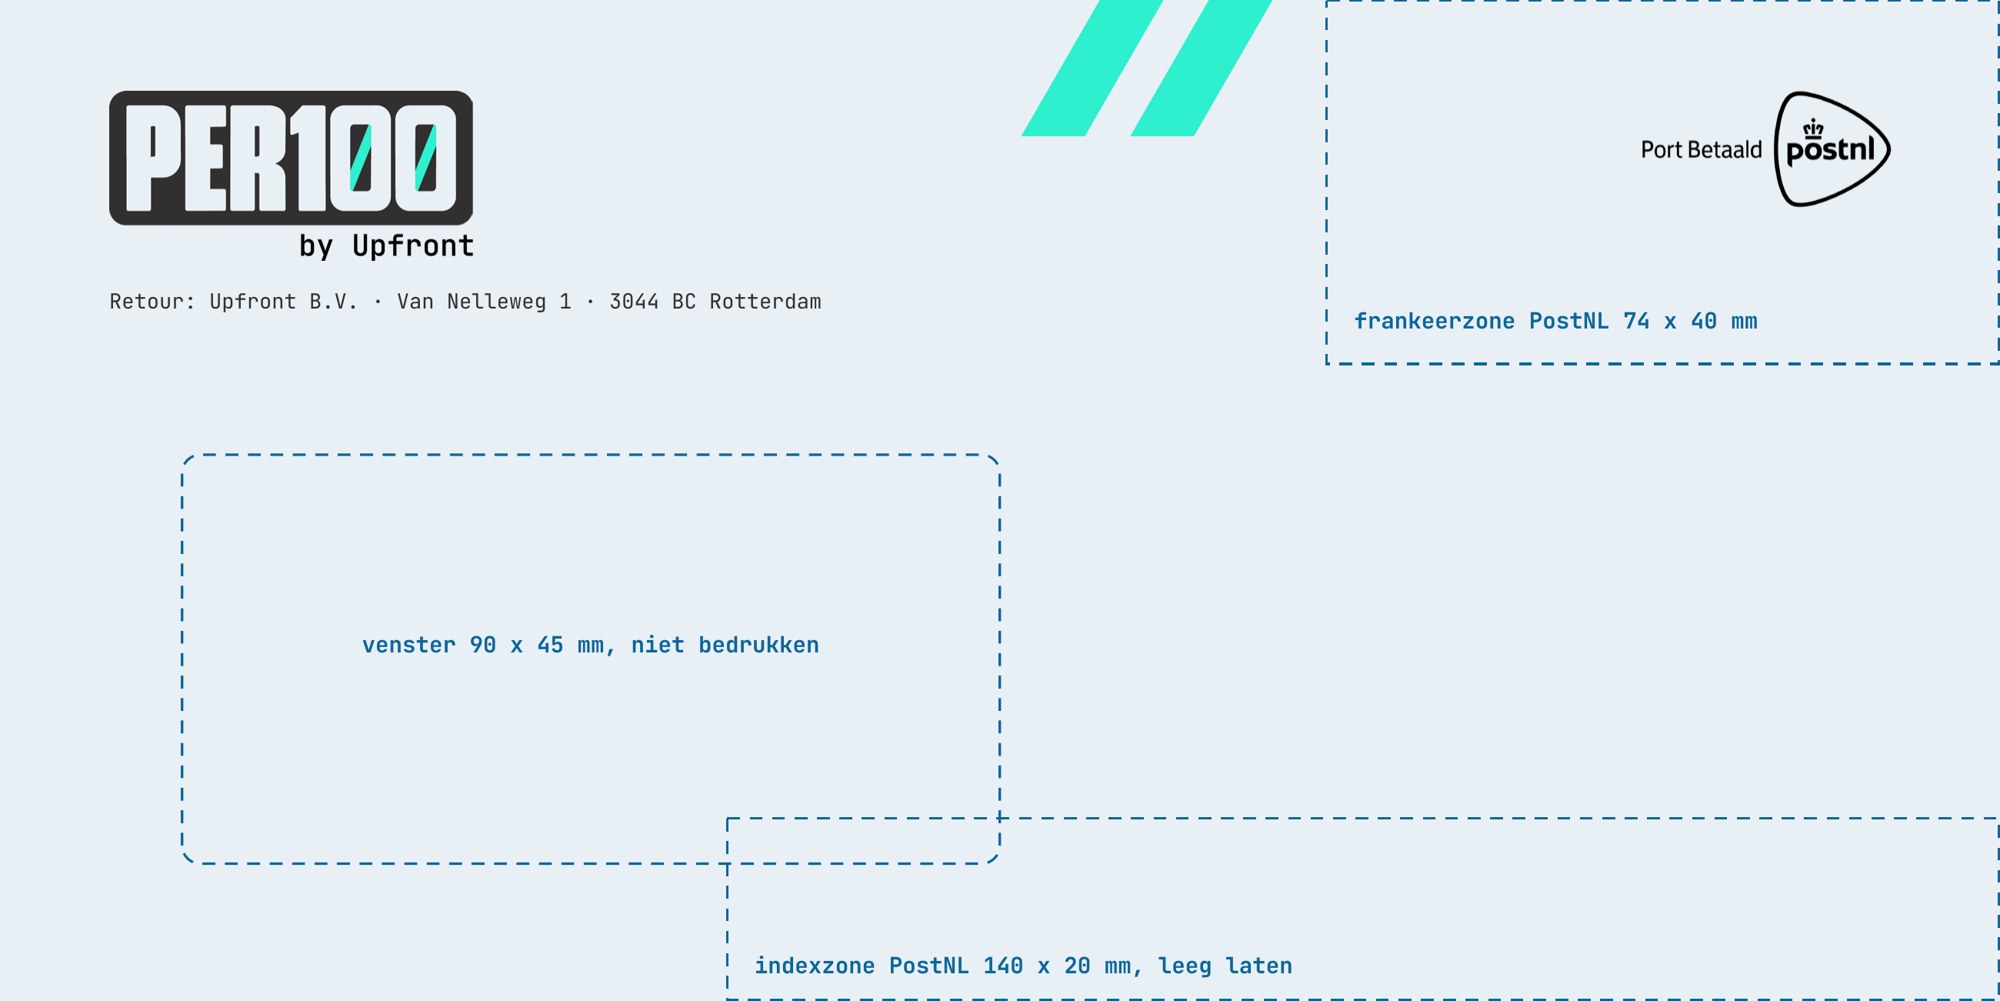 PER100
by Upfront
Retour: Upfront B.V. · Van Nelleweg 1 · 3044 BC Rotterdam
Port Betaald
postnl
frankeerzone PostNL 74 x 40 mm
venster 90 x 45 mm, niet bedrukken
indexzone PostNL 140 x 20 mm, leeg laten